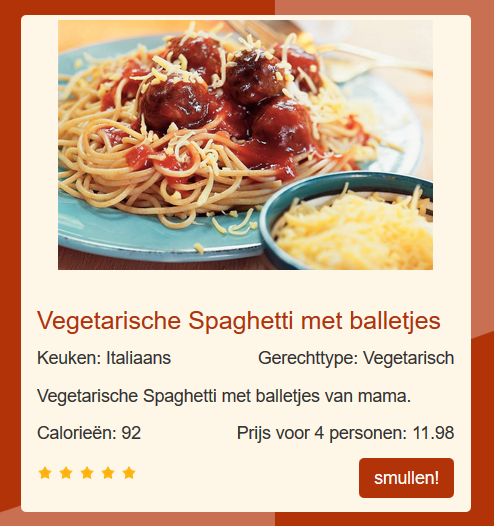 Vegetarische Spaghetti met balletjes
Keuken: Italiaans Gerechttype: Vegetarisch
Vegetarische Spaghetti met balletjes van mama.
Calorieën: 92 Prijs voor 4 personen: 11.98
smullen!